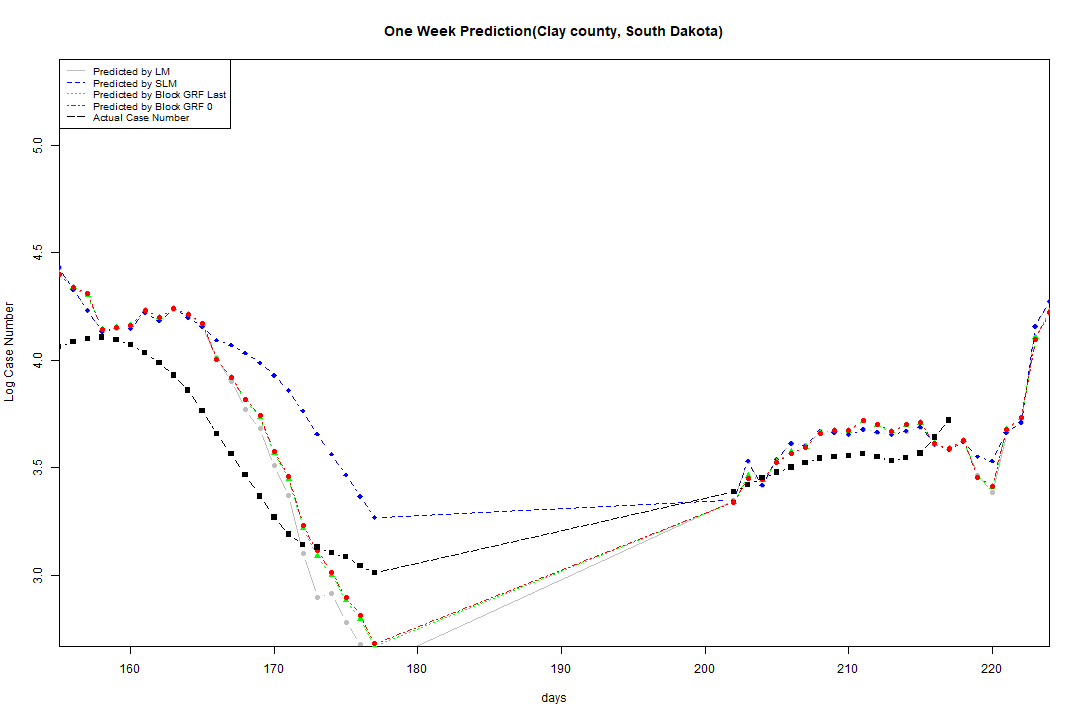 One Week Prediction(Clay county, South Dakota)
Predicted by LM
Predicted by SLM
Predicted by Block GRF Last
Predicted by Block GRF 0
Actual Case Number
5.0
4.5
4.0
3.5
3.0
Log Case Number
160 170 180 190 200 210 220
days